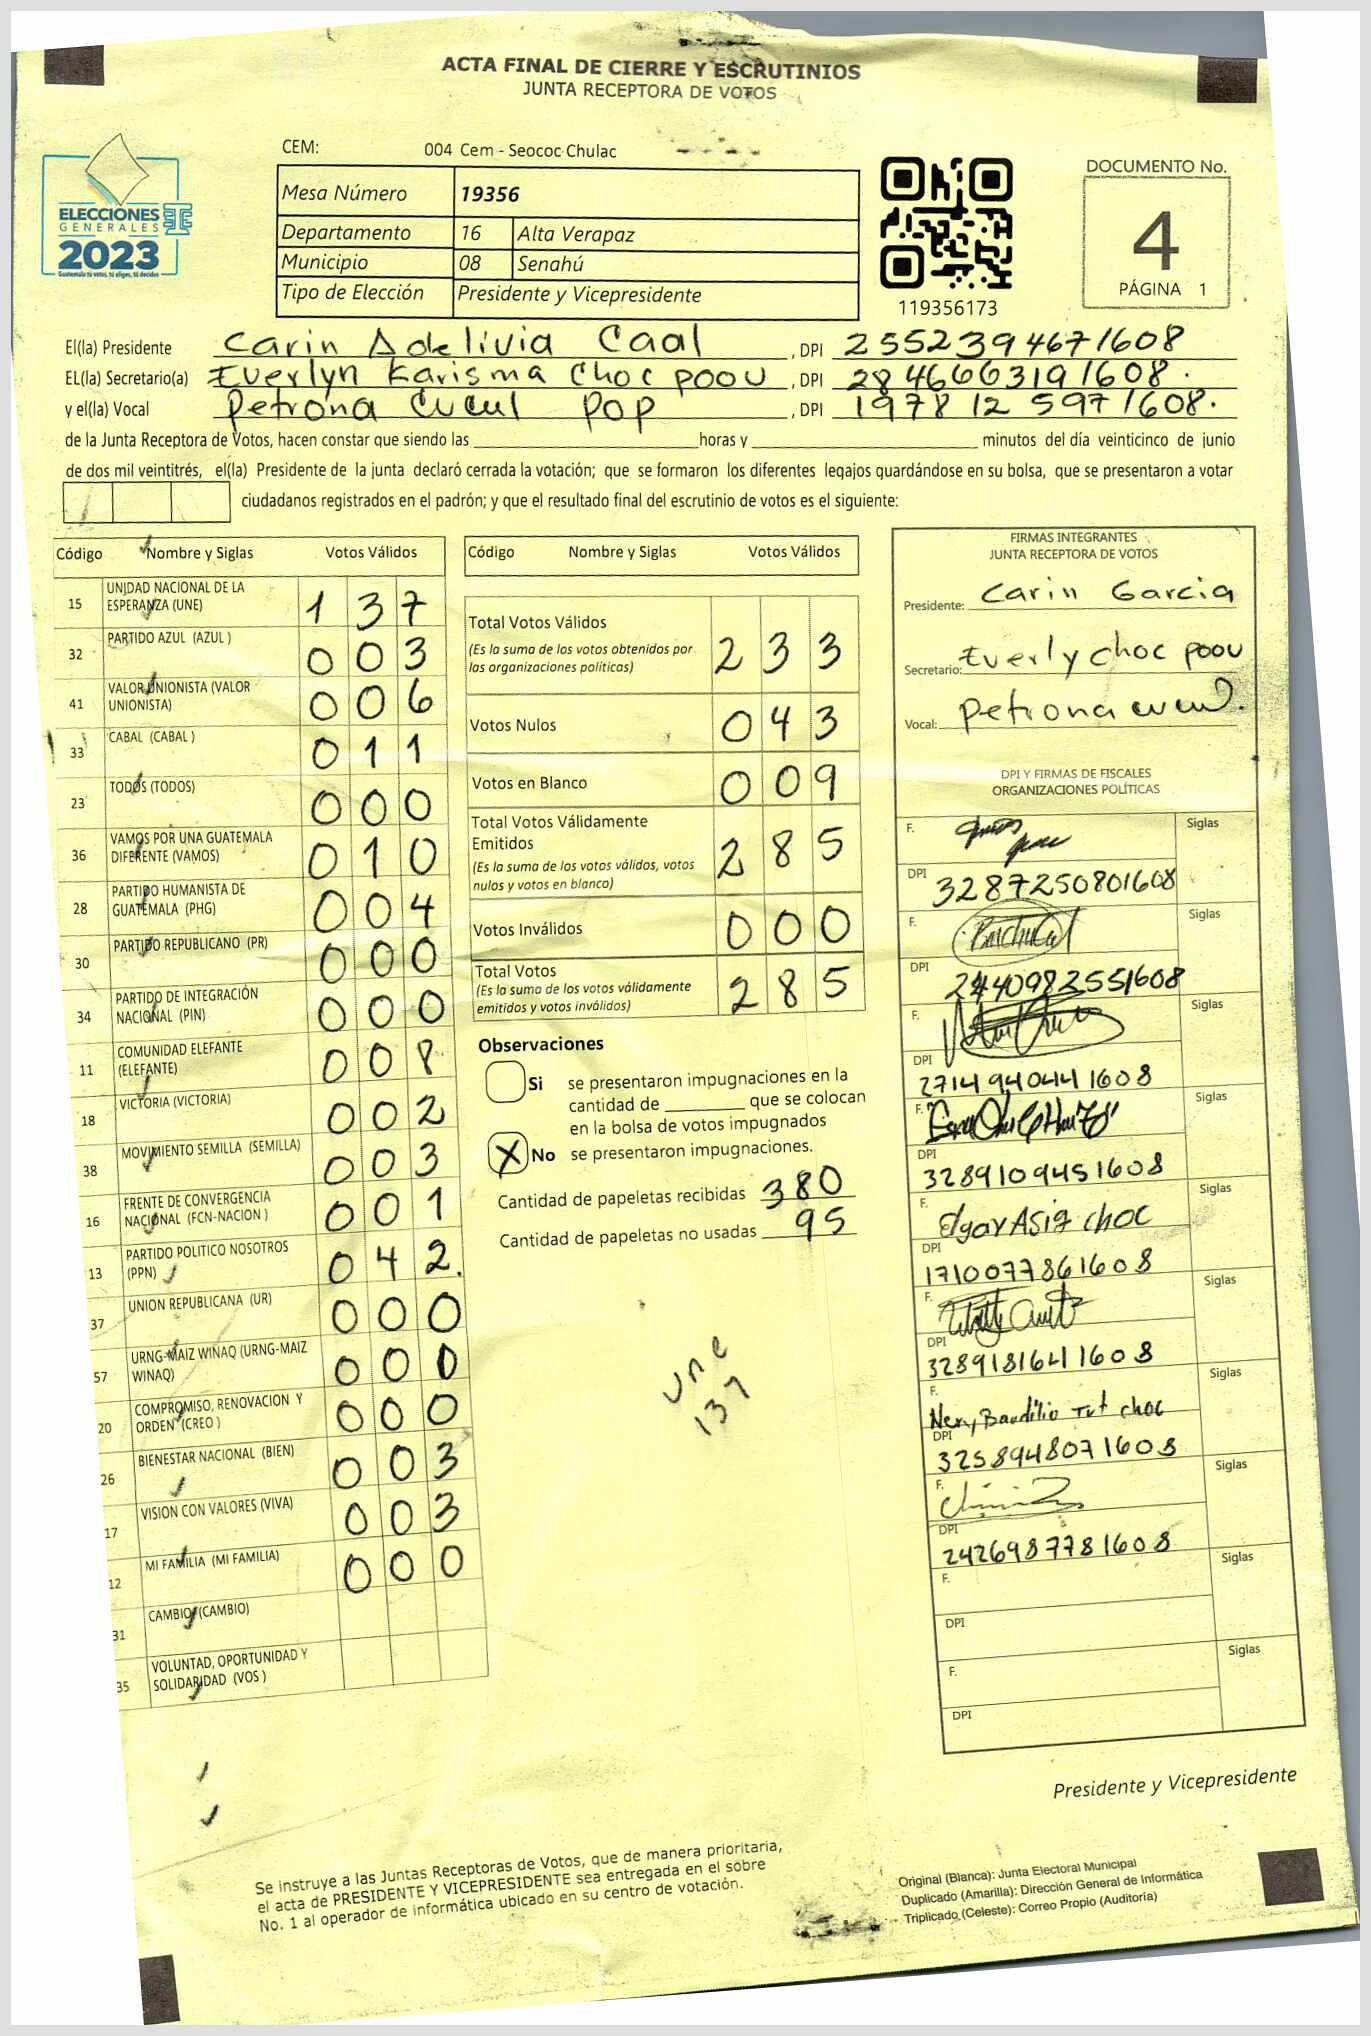 ACTA FINAL DE CIERRE Y ESCRUTINIOS
JUNTA RECEPTORA DE VOTOS
CEM: 004 Cem - Seococ Chulac
ELECCIONES
GENERALES
2023
Guatemala tú votas, tú eliges, tú decides
Mesa Número 19356
Departamento 16 Alta Verapaz
Municipio 08 Senahú
Tipo de Elección Presidente y Vicepresidente
119356173
DOCUMENTO No.
4
PÁGINA 1
El(la) Presidente Carin Adelivia Caal , DPI 2552394671608
EL(la) Secretario(a) Everlyn Karisma Choc poou , DPI 2846663191608.
y el(la) Vocal Petrona Cucul Pop , DPI 1978 12 5971608.
de la Junta Receptora de Votos, hacen constar que siendo las ____ horas y ____ minutos del día veinticinco de junio
de dos mil veintitrés, el(la) Presidente de la junta declaró cerrada la votación; que se formaron los diferentes legajos guardándose en su bolsa, que se presentaron a votar
ciudadanos registrados en el padrón; y que el resultado final del escrutinio de votos es el siguiente:
Código Nombre y Siglas Votos Válidos
15 UNIDAD NACIONAL DE LA ESPERANZA (UNE) 1 3 7
32 PARTIDO AZUL (AZUL ) 0 0 3
41 VALOR UNIONISTA (VALOR UNIONISTA) 0 0 6
33 CABAL (CABAL ) 0 1 1
23 TODOS (TODOS) 0 0 0
36 VAMOS POR UNA GUATEMALA DIFERENTE (VAMOS) 0 1 0
28 PARTIDO HUMANISTA DE GUATEMALA (PHG) 0 0 4
30 PARTIDO REPUBLICANO (PR) 0 0 0
34 PARTIDO DE INTEGRACIÓN NACIONAL (PIN) 0 0 0
11 COMUNIDAD ELEFANTE (ELEFANTE) 0 0 8
18 VICTORIA (VICTORIA) 0 0 2
38 MOVIMIENTO SEMILLA (SEMILLA) 0 0 3
16 FRENTE DE CONVERGENCIA NACIONAL (FCN-NACION ) 0 0 1
13 PARTIDO POLITICO NOSOTROS (PPN) 0 4 2.
37 UNION REPUBLICANA (UR) 0 0 0
57 URNG-MAIZ WINAQ (URNG-MAIZ WINAQ) 0 0 0
20 COMPROMISO, RENOVACION Y ORDEN (CREO ) 0 0 0
26 BIENESTAR NACIONAL (BIEN) 0 0 3
17 VISION CON VALORES (VIVA) 0 0 3
12 MI FAMILIA (MI FAMILIA) 0 0 0
31 CAMBIO (CAMBIO)
35 VOLUNTAD, OPORTUNIDAD Y SOLIDARIDAD (VOS )
Código Nombre y Siglas Votos Válidos
Total Votos Válidos 2 3 3
(Es la suma de los votos obtenidos por
las organizaciones políticas)
Votos Nulos 0 4 3
Votos en Blanco 0 0 9
Total Votos Válidamente
Emitidos 2 8 5
(Es la suma de los votos válidos, votos
nulos y votos en blanco)
Votos Inválidos 0 0 0
Total Votos 2 8 5
(Es la suma de los votos válidamente
emitidos y votos inválidos)
Observaciones
Si se presentaron impugnaciones en la
cantidad de ____ que se colocan
en la bolsa de votos impugnados
X No se presentaron impugnaciones.
Cantidad de papeletas recibidas 380
Cantidad de papeletas no usadas 95
une
137
FIRMAS INTEGRANTES
JUNTA RECEPTORA DE VOTOS
Presidente: Carin Garcia
Secretario: Everly choc poou
Vocal: Petrona cucul.
DPI Y FIRMAS DE FISCALES
ORGANIZACIONES POLÍTICAS
F. Siglas
DPI 3287250801608
F. Siglas
DPI 2440982551608
F. Siglas
DPI 2714940441608
F. Siglas
DPI 3289109451608
F. Edgar Asig choc Siglas
DPI 1710077861608
F. Siglas
DPI 3289181641608
F. Nery Baudilio Tut choc Siglas
DPI 3258948071608
F. Siglas
DPI 2426987781608
F. Siglas
DPI
F. Siglas
DPI
Presidente y Vicepresidente
Se instruye a las Juntas Receptoras de Votos, que de manera prioritaria,
el acta de PRESIDENTE Y VICEPRESIDENTE sea entregada en el sobre
No. 1 al operador de informática ubicado en su centro de votación.
Original (Blanca): Junta Electoral Municipal
Duplicado (Amarilla): Dirección General de Informática
Triplicado (Celeste): Correo Propio (Auditoría)